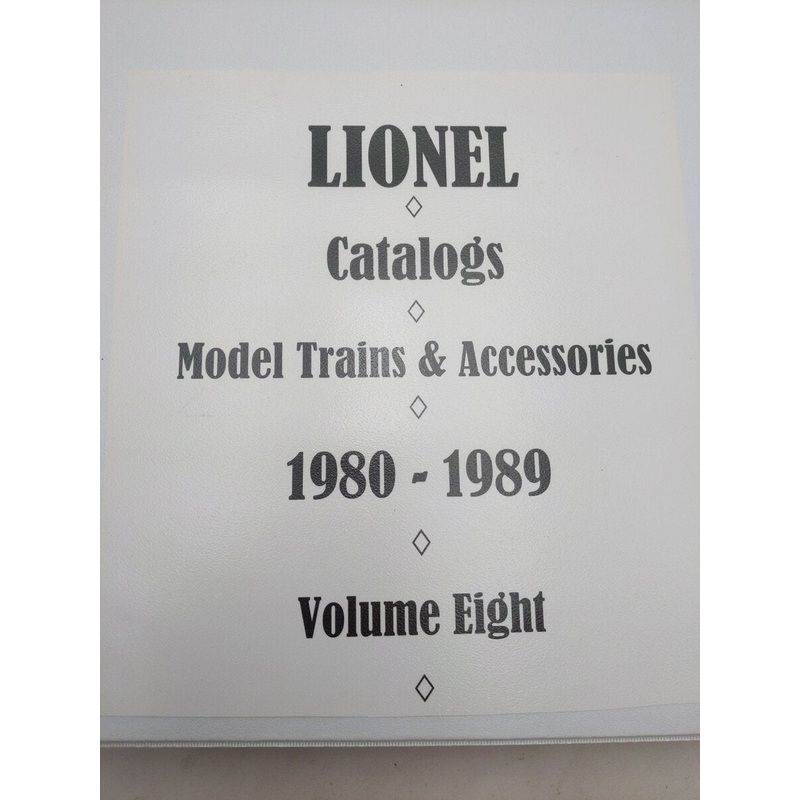 LIONEL
Catalogs
Model Trains & Accessories
1980 - 1989
Volume Eight